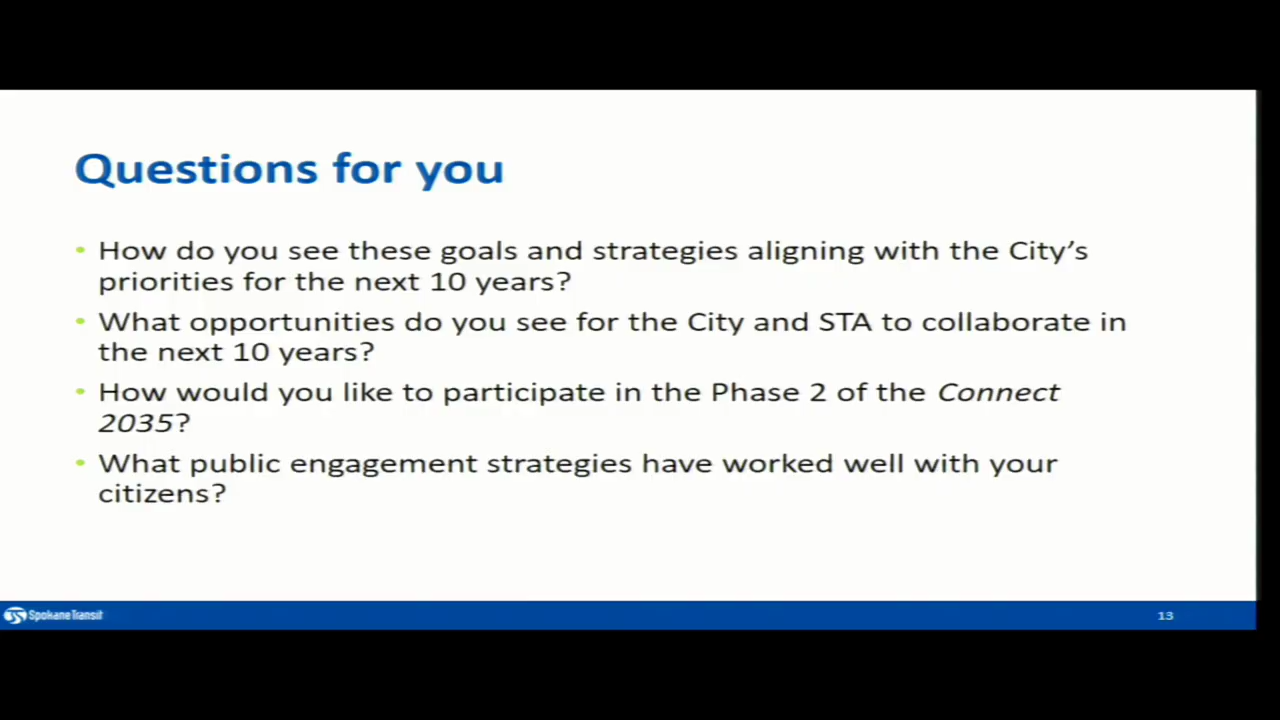 Questions for you
• How do you see these goals and strategies aligning with the City’s
priorities for the next 10 years?
• What opportunities do you see for the City and STA to collaborate in
the next 10 years?
• How would you like to participate in the Phase 2 of the Connect
2035?
• What public engagement strategies have worked well with your
citizens?
SpokaneTransit
13